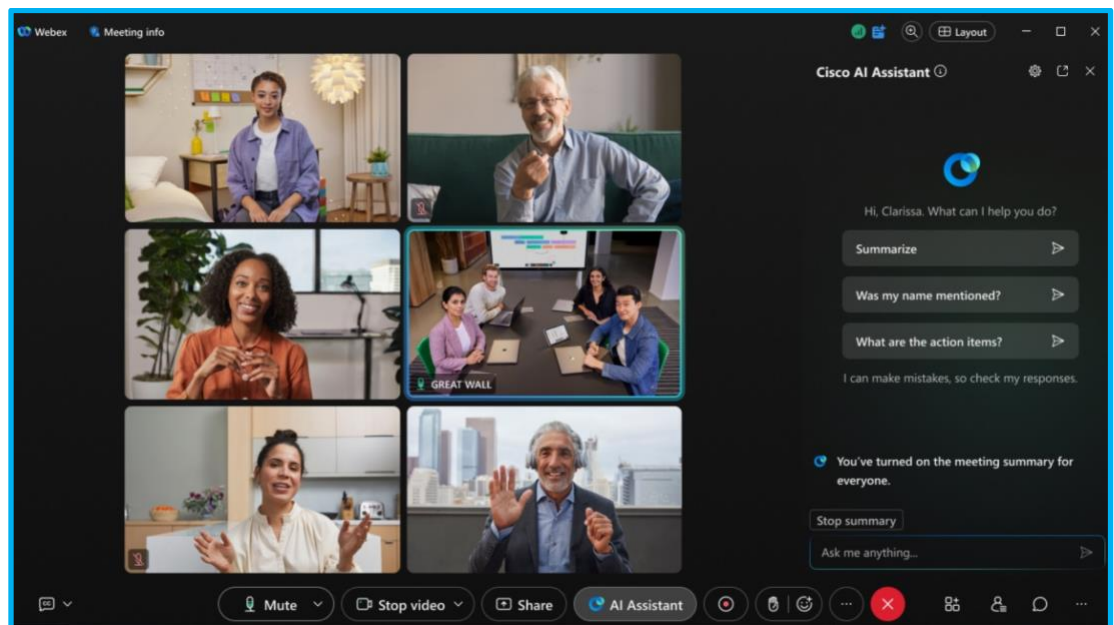 Webex
Meeting info
Layout
Cisco AI Assistant
Hi, Clarissa. What can I help you do?
Summarize
Was my name mentioned?
What are the action items?
I can make mistakes, so check my responses.
GREAT WALL
You've turned on the meeting summary for
everyone.
Stop summary
Ask me anything...
CC
Mute
Stop video
Share
AI Assistant